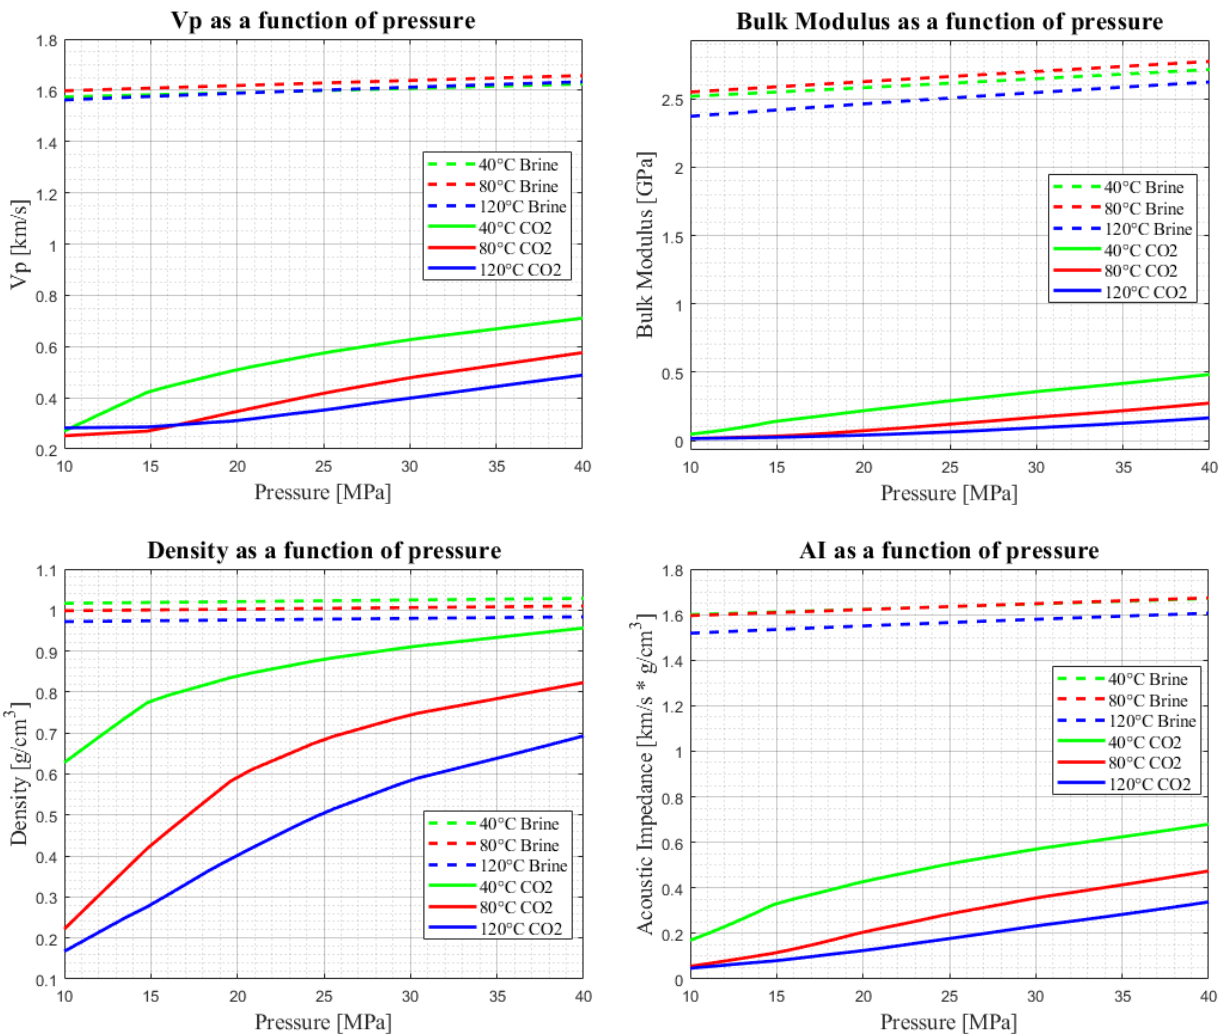 Vp as a function of pressure
1.8
1.6
1.4
1.2
1
0.8
0.6
0.4
0.2
Vp [km/s]
40°C Brine
80°C Brine
120°C Brine
40°C CO2
80°C CO2
120°C CO2
10 15 20 25 30 35 40
Pressure [MPa]
Bulk Modulus as a function of pressure
2.5
2
1.5
1
0.5
0
Bulk Modulus [GPa]
40°C Brine
80°C Brine
120°C Brine
40°C CO2
80°C CO2
120°C CO2
10 15 20 25 30 35 40
Pressure [MPa]
Density as a function of pressure
1.1
1
0.9
0.8
0.7
0.6
0.5
0.4
0.3
0.2
0.1
Density [g/cm³]
40°C Brine
80°C Brine
120°C Brine
40°C CO2
80°C CO2
120°C CO2
10 15 20 25 30 35 40
Pressure [MPa]
AI as a function of pressure
1.8
1.6
1.4
1.2
1
0.8
0.6
0.4
0.2
0
Acoustic Impedance [km/s * g/cm³]
40°C Brine
80°C Brine
120°C Brine
40°C CO2
80°C CO2
120°C CO2
10 15 20 25 30 35 40
Pressure [MPa]